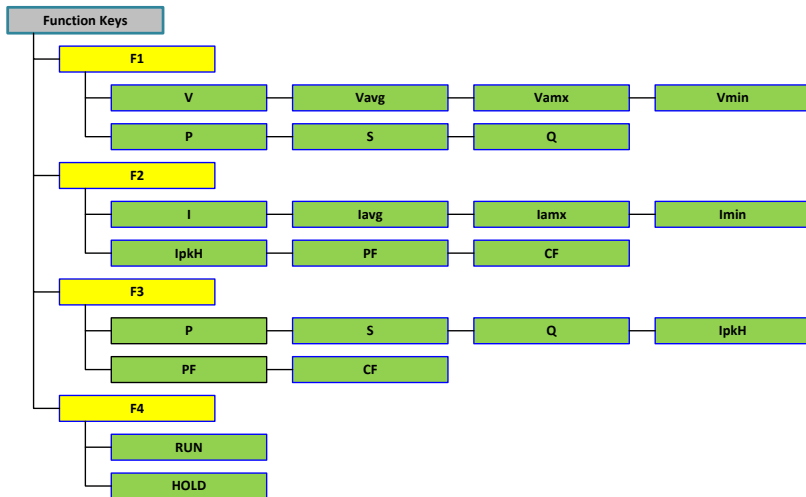 Function Keys
F1
V Vavg Vamx Vmin
P S Q
F2
I Iavg Iamx Imin
IpkH PF CF
F3
P S Q IpkH
PF CF
F4
RUN
HOLD